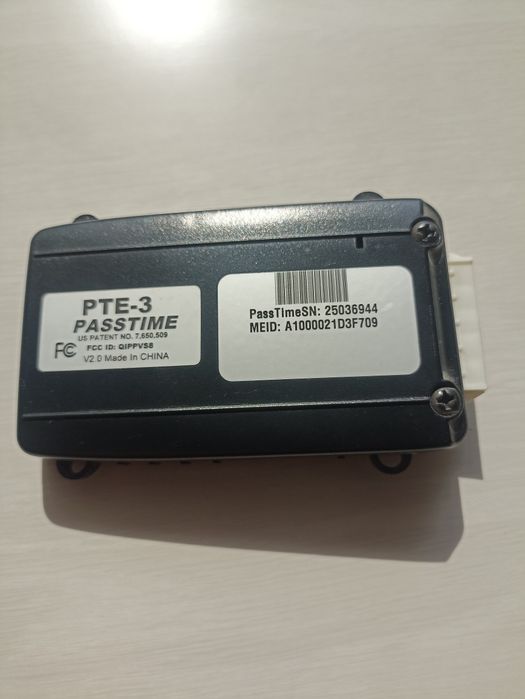 PTE-3
PASSTIME
US PATENT NO. 7,650,509
FCC ID: QIPPVS8
V2.0 Made In CHINA
PassTimeSN: 25036944
MEID: A1000021D3F709